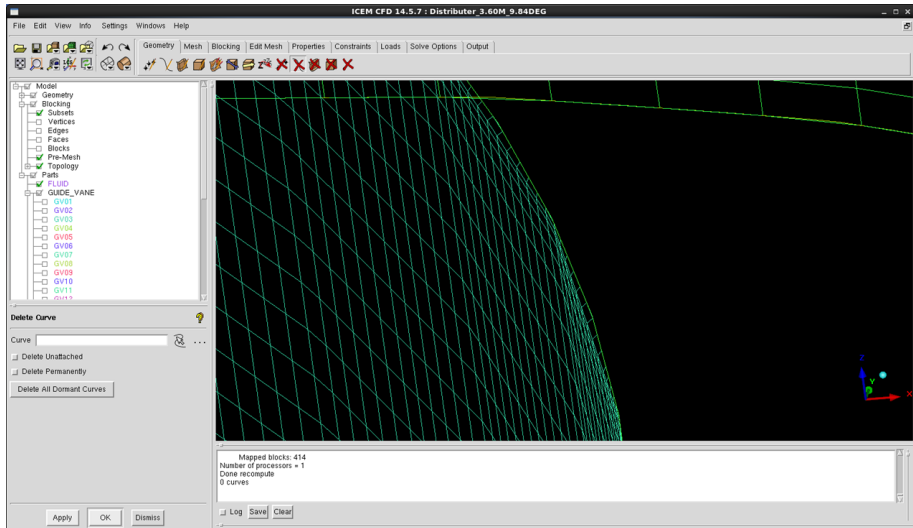 ICEM CFD 14.5.7 : Distributer_3.60M_9.84DEG
File Edit View Info Settings Windows Help
Geometry Mesh Blocking Edit Mesh Properties Constraints Loads Solve Options Output
Model
Geometry
Blocking
Subsets
Vertices
Edges
Faces
Blocks
Pre-Mesh
Topology
Parts
FLUID
GUIDE_VANE
GV01
GV02
GV03
GV04
GV05
GV06
GV07
GV08
GV09
GV10
GV11
GV12
Delete Curve
Curve
...
Delete Unattached
Delete Permanently
Delete All Dormant Curves
Z
Y
X
Mapped blocks: 414
Number of processors = 1
Done recompute
0 curves
Log Save Clear
Apply OK Dismiss